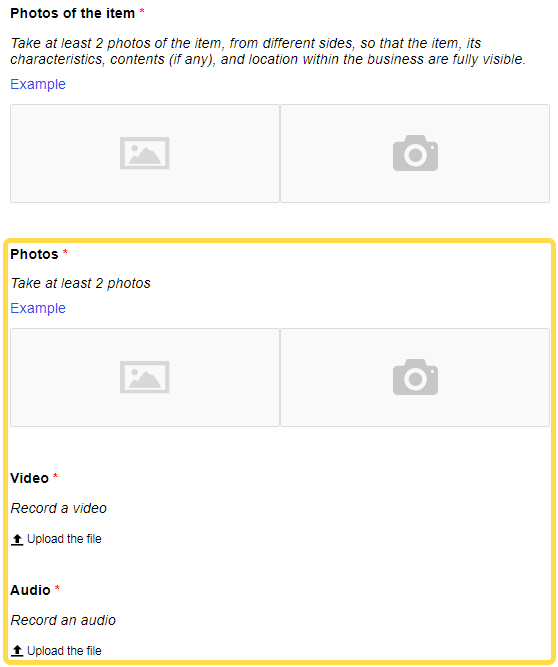 Photos of the item *
Take at least 2 photos of the item, from different sides, so that the item, its
characteristics, contents (if any), and location within the business are fully visible.
Example
Photos *
Take at least 2 photos
Example
Video *
Record a video
Upload the file
Audio *
Record an audio
Upload the file